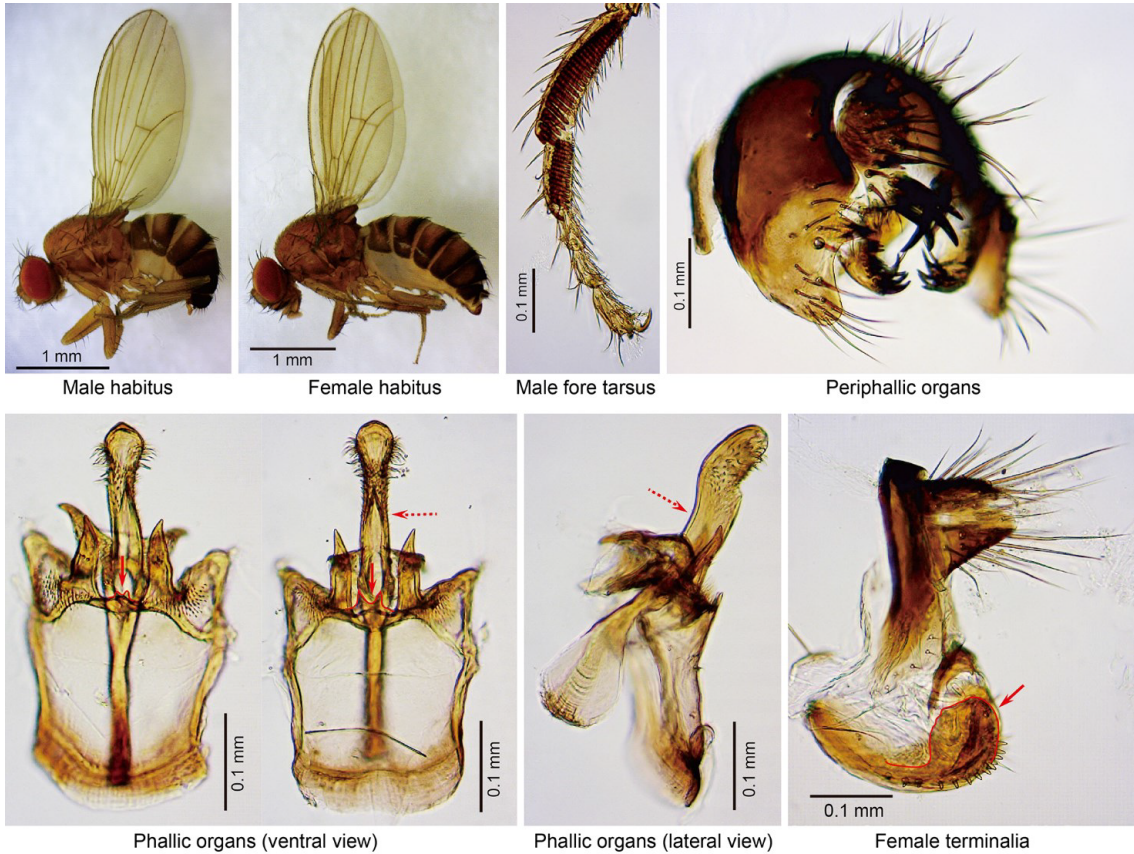 1 mm
1 mm
0.1 mm
0.1 mm
Male habitus
Female habitus
Male fore tarsus
Periphallic organs
0.1 mm
0.1 mm
0.1 mm
0.1 mm
Phallic organs (ventral view)
Phallic organs (lateral view)
Female terminalia